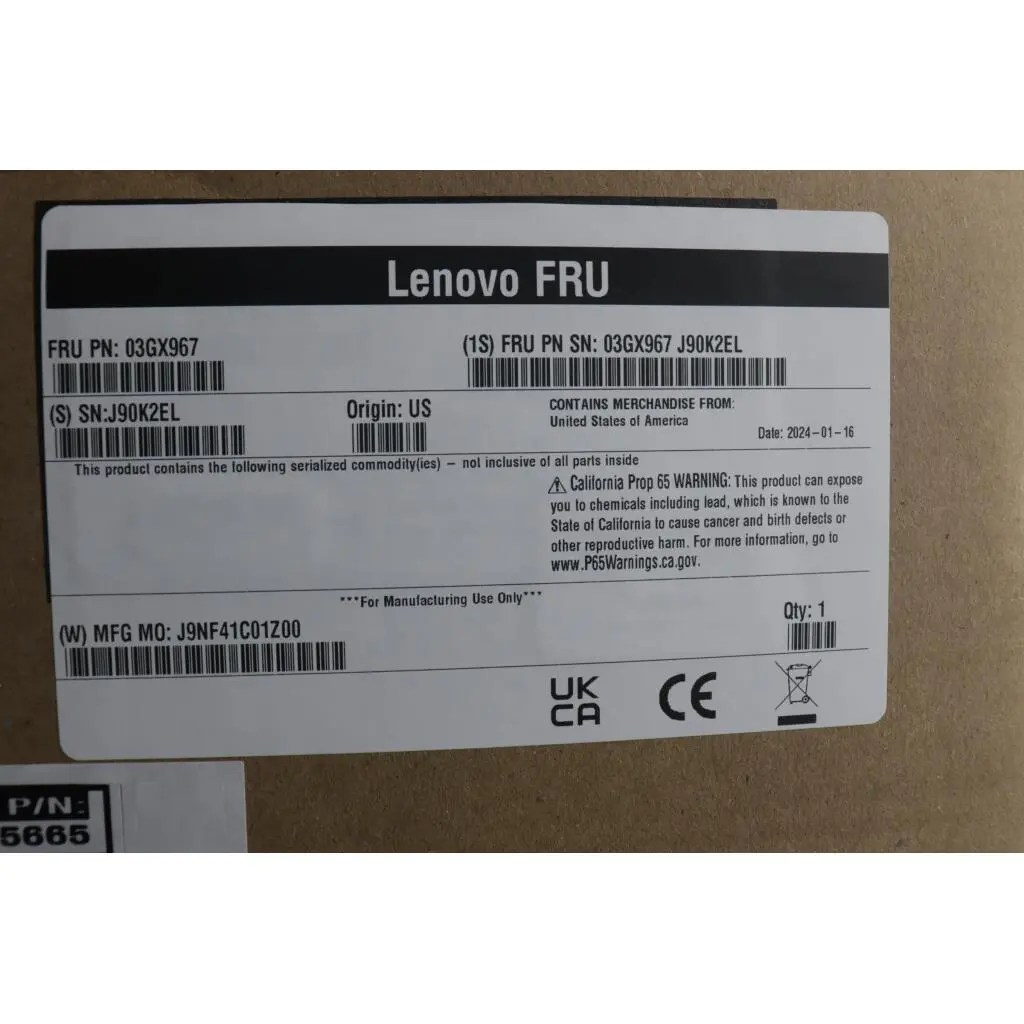 Lenovo FRU
FRU PN: 03GX967
(1S) FRU PN SN: 03GX967 J90K2EL
(S) SN:J90K2EL
Origin: US
CONTAINS MERCHANDISE FROM:
United States of America
Date: 2024-01-16
This product contains the following serialized commodity(ies) – not inclusive of all parts inside
⚠ California Prop 65 WARNING: This product can expose
you to chemicals including lead, which is known to the
State of California to cause cancer and birth defects or
other reproductive harm. For more information, go to
www.P65Warnings.ca.gov.
***For Manufacturing Use Only***
(W) MFG MO: J9NF41C01Z00
Qty: 1
UK
CA
CE
P/N:
5665